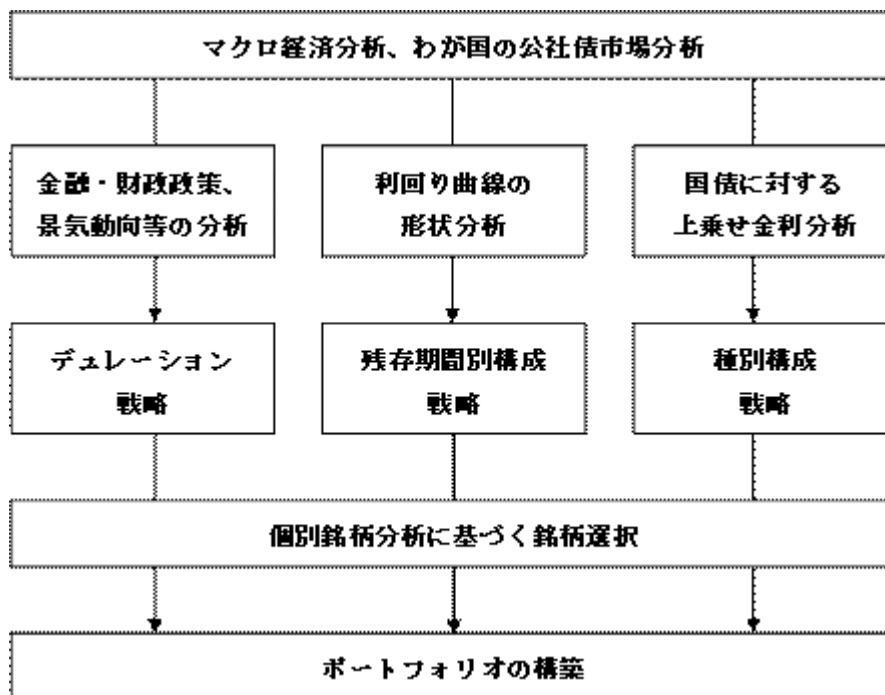 マクロ経済分析、わが国の公社債市場分析
金融・財政政策、
景気動向等の分析
利回り曲線の
形状分析
国債に対する
上乗せ金利分析
デュレーション
戦略
残存期間別構成
戦略
種別構成
戦略
個別銘柄分析に基づく銘柄選択
ポートフォリオの構築